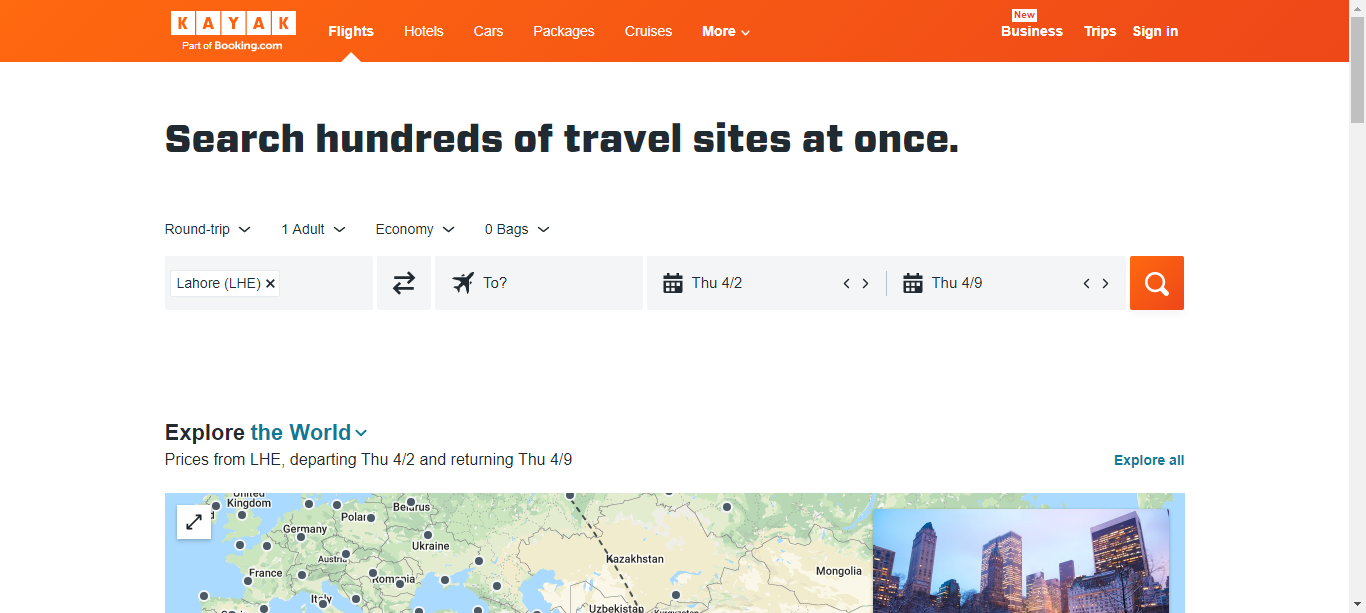 KAYAK
Part of Booking.com
Flights
Hotels
Cars
Packages
Cruises
More
New
Business
Trips
Sign in
Search hundreds of travel sites at once.
Round-trip
1 Adult
Economy
0 Bags
Lahore (LHE)
To?
Thu 4/2
Thu 4/9
Explore the World
Prices from LHE, departing Thu 4/2 and returning Thu 4/9
Explore all
United
Kingdom
Belarus
Germany
Ukraine
Austria
Kazakhstan
France
Mongolia
Romania
Italy
Uzbekistan